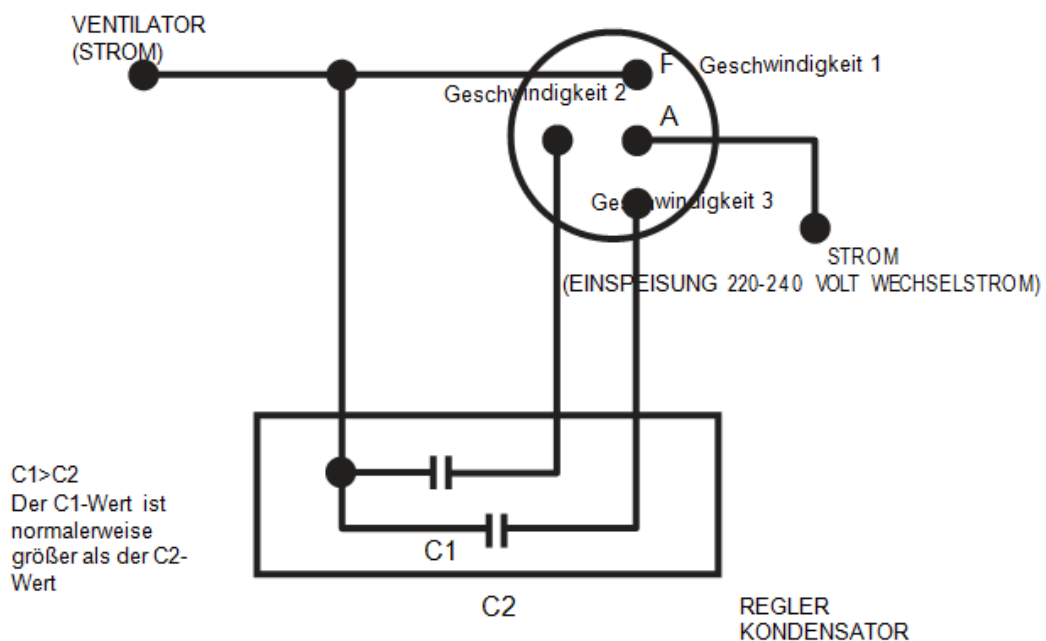 VENTILATOR
(STROM)
F
Geschwindigkeit 1
Geschwindigkeit 2
A
Geschwindigkeit 3
STROM
(EINSPEISUNG 220-240 VOLT WECHSELSTROM)
C1>C2
Der C1-Wert ist
normalerweise
größer als der C2-
Wert
C1
C2
REGLER
KONDENSATOR